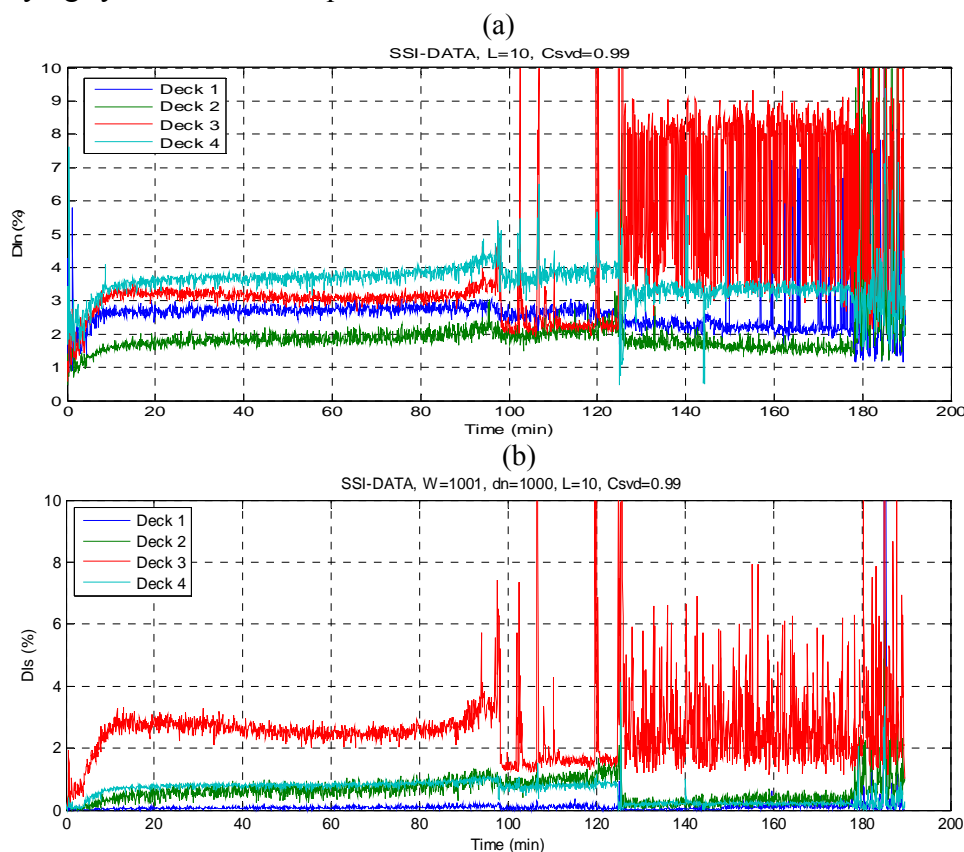 (a)
SSI-DATA, L=10, Csvd=0.99
10
9
8
7
6
5
4
3
2
1
0
DIn (%)
Deck 1
Deck 2
Deck 3
Deck 4
0 20 40 60 80 100 120 140 160 180 200
Time (min)
(b)
SSI-DATA, W=1001, dn=1000, L=10, Csvd=0.99
10
8
6
4
2
0
DIs (%)
Deck 1
Deck 2
Deck 3
Deck 4
0 20 40 60 80 100 120 140 160 180 200
Time (min)